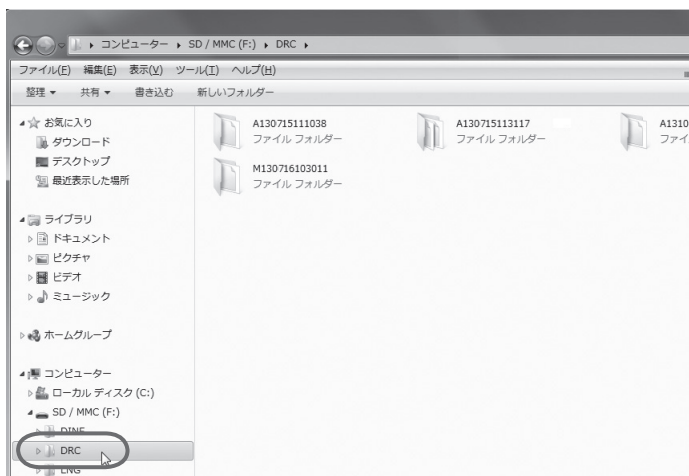 コンピューター ▸ SD / MMC (F:) ▸ DRC ▸
ファイル(F) 編集(E) 表示(V) ツール(T) ヘルプ(H)
整理 ▼ 共有 ▼ 書き込む 新しいフォルダー
お気に入り
ダウンロード
デスクトップ
最近表示した場所
ライブラリ
ドキュメント
ピクチャ
ビデオ
ミュージック
ホームグループ
コンピューター
ローカル ディスク (C:)
SD / MMC (F:)
DRC
LNG
A130715111038
ファイル フォルダー
A130715113117
ファイル フォルダー
A1310
ファイ
M130716103011
ファイル フォルダー